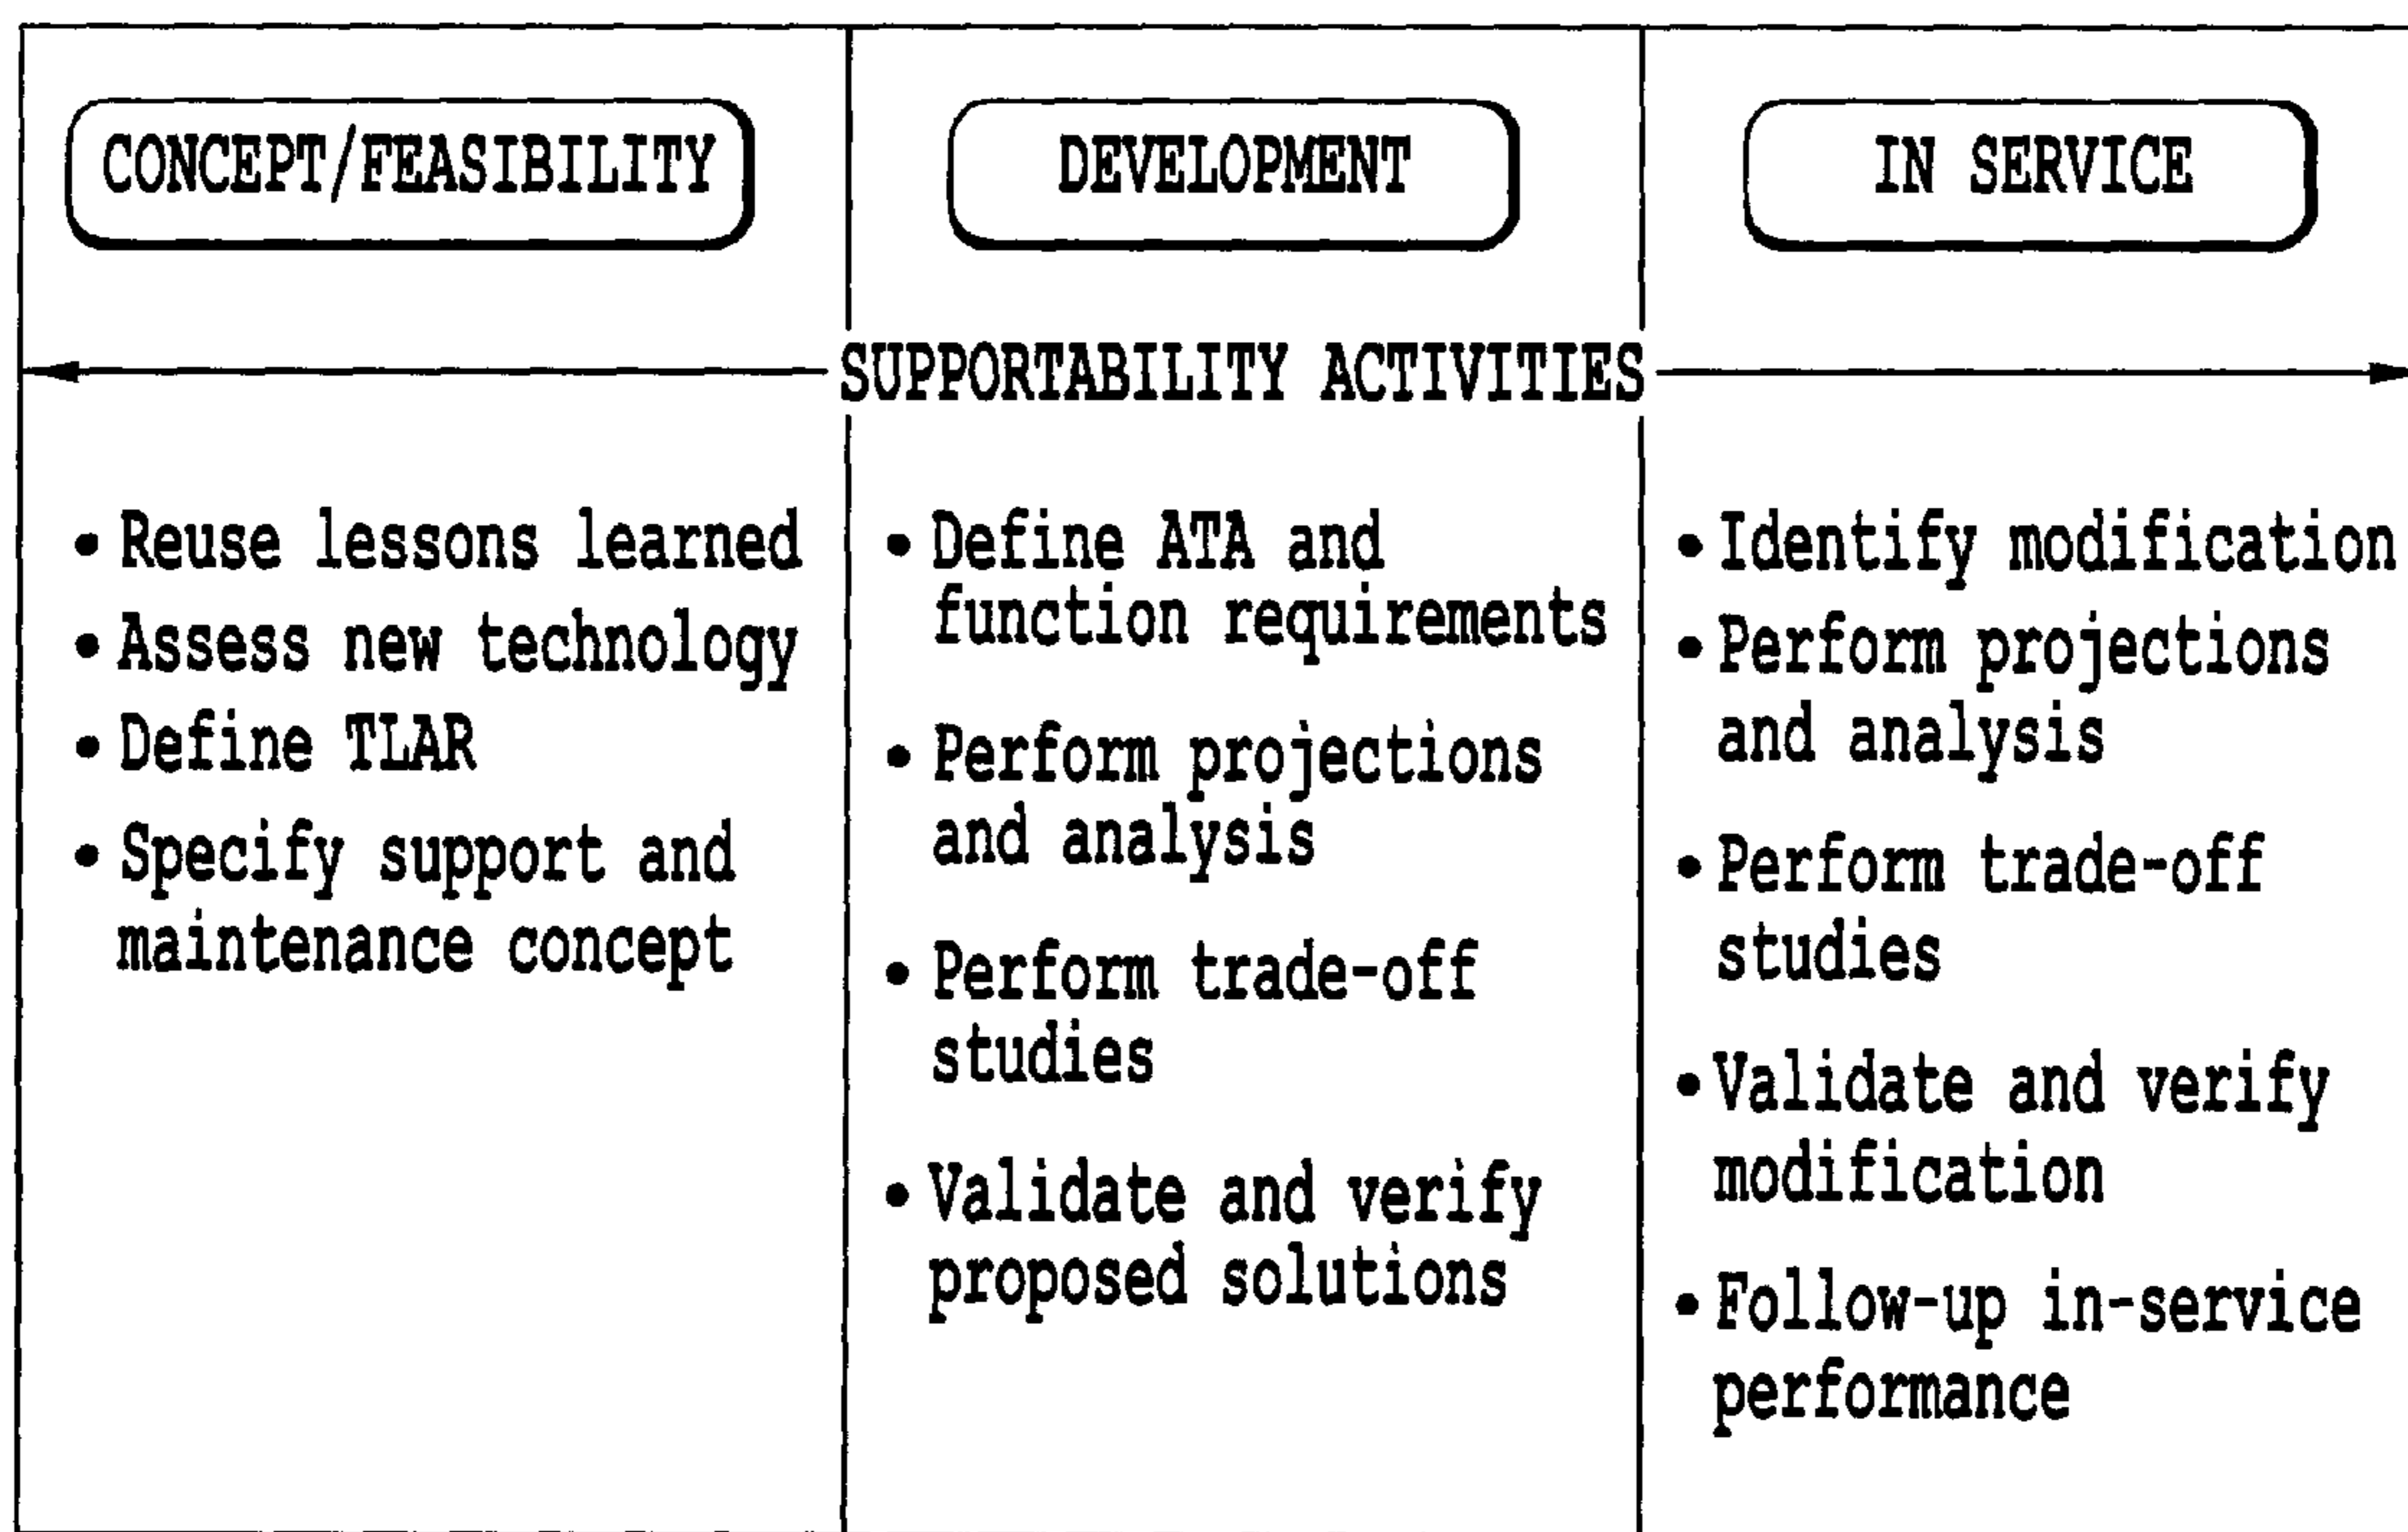 CONCEPT/FEASIBILITY
DEVELOPMENT
IN SERVICE
SUPPORTABILITY ACTIVITIES
• Reuse lessons learned
• Assess new technology
• Define TLAR
• Specify support and
maintenance concept
• Define ATA and
function requirements
• Perform projections
and analysis
• Perform trade-off
studies
• Validate and verify
proposed solutions
• Identify modification
• Perform projections
and analysis
• Perform trade-off
studies
• Validate and verify
modification
• Follow-up in-service
performance